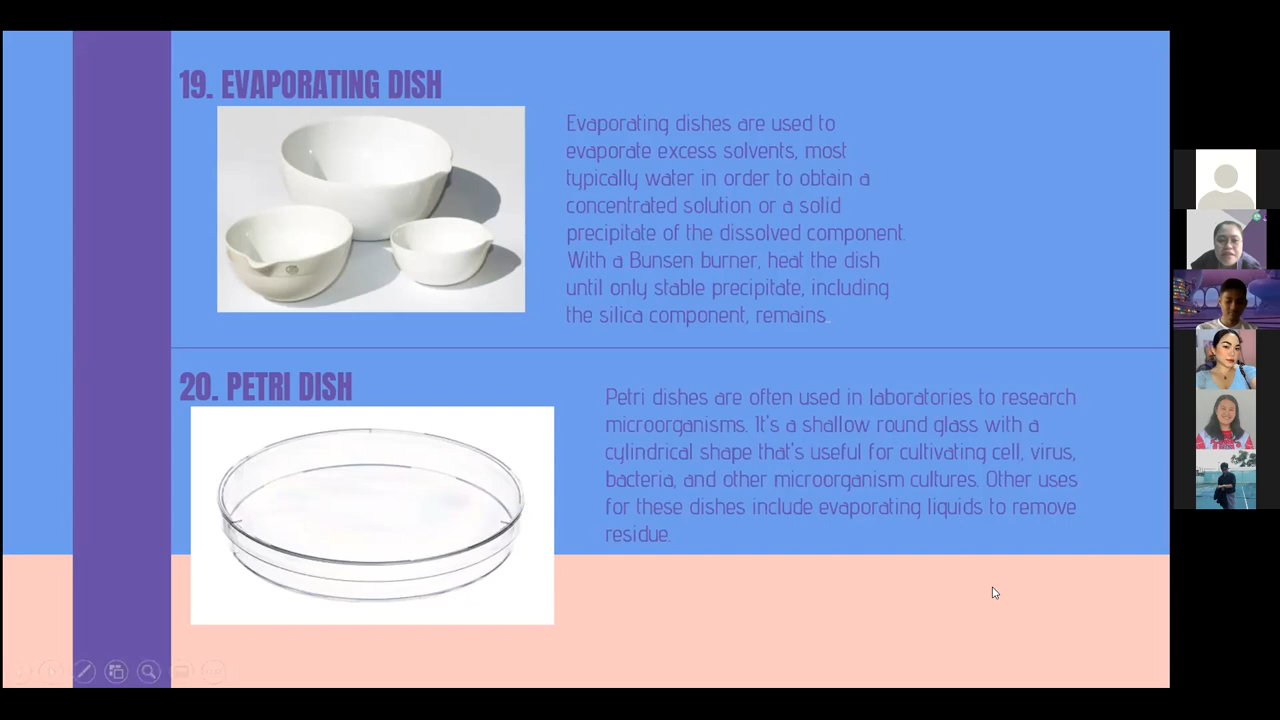 19. EVAPORATING DISH
Evaporating dishes are used to
evaporate excess solvents, most
typically water in order to obtain a
concentrated solution or a solid
precipitate of the dissolved component.
With a Bunsen burner, heat the dish
until only stable precipitate, including
the silica component, remains..
20. PETRI DISH
Petri dishes are often used in laboratories to research
microorganisms. It's a shallow round glass with a
cylindrical shape that's useful for cultivating cell, virus,
bacteria, and other microorganism cultures. Other uses
for these dishes include evaporating liquids to remove
residue.